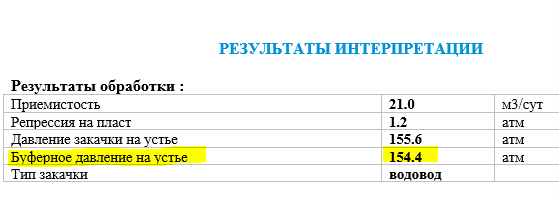 РЕЗУЛЬТАТЫ ИНТЕРПРЕТАЦИИ
Результаты обработки :
Приемистость 21.0 м3/сут
Репрессия на пласт 1.2 атм
Давление закачки на устье 155.6 атм
Буферное давление на устье 154.4 атм
Тип закачки водовод